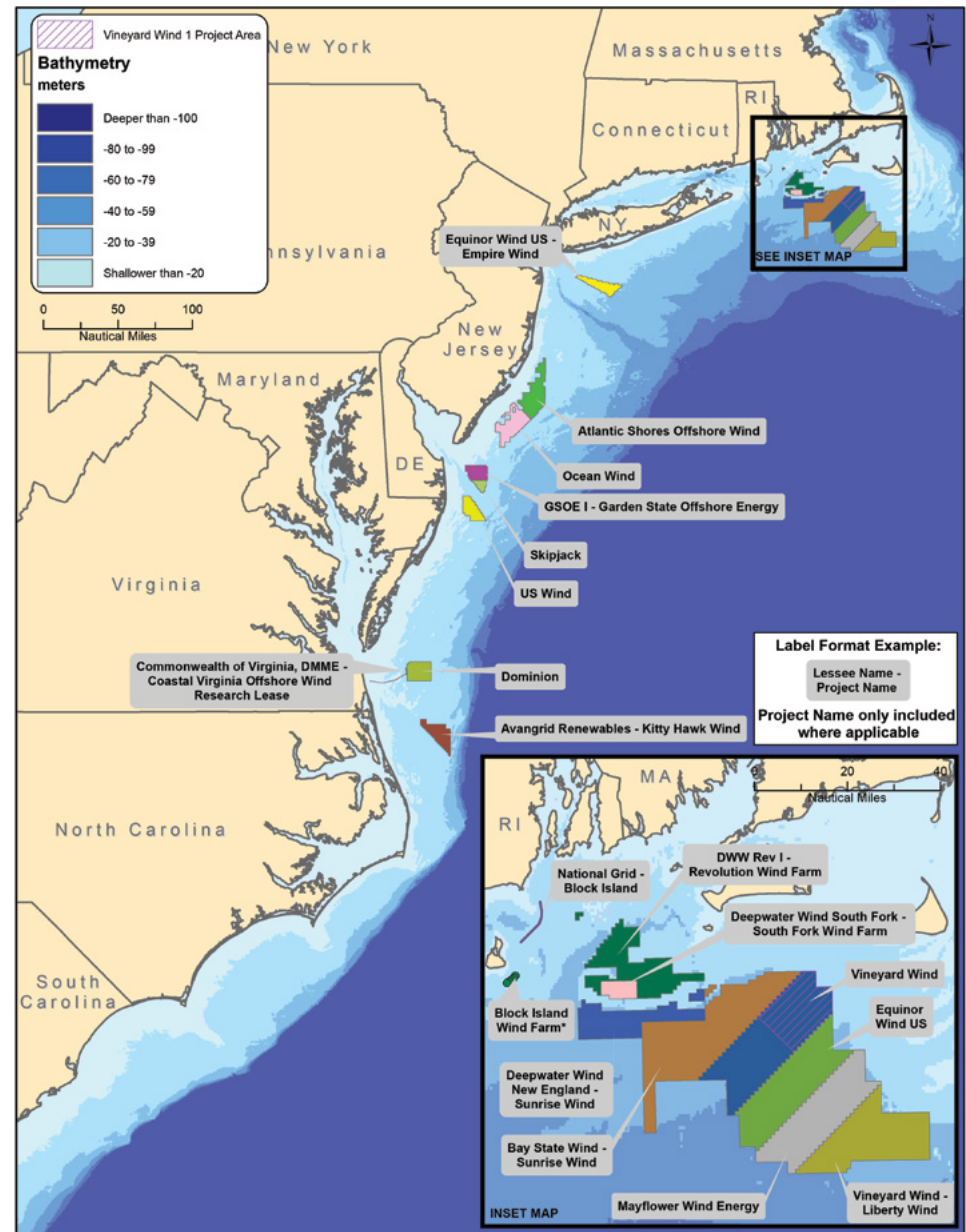 Vineyard Wind 1 Project Area
Bathymetry
meters
Deeper than -100
-80 to -99
-60 to -79
-40 to -59
-20 to -39
Shallower than -20
0 50 100
Nautical Miles
New York
Massachusetts
N
RI
Connecticut
NY
nnsylvania
Equinor Wind US -
Empire Wind
SEE INSET MAP
New
Jersey
Maryland
Atlantic Shores Offshore Wind
DE
Ocean Wind
GSOE I - Garden State Offshore Energy
Skipjack
Virginia
US Wind
Commonwealth of Virginia, DMME -
Coastal Virginia Offshore Wind
Research Lease
Dominion
Label Format Example:
Lessee Name -
Project Name
Project Name only included
where applicable
Avangrid Renewables - Kitty Hawk Wind
North Carolina
South
Carolina
MA
0 20 40
Nautical Miles
RI
National Grid -
Block Island
DWW Rev I -
Revolution Wind Farm
Deepwater Wind South Fork -
South Fork Wind Farm
Vineyard Wind
Block Island
Wind Farm*
Equinor
Wind US
Deepwater Wind
New England -
Sunrise Wind
Bay State Wind -
Sunrise Wind
Mayflower Wind Energy
Vineyard Wind -
Liberty Wind
INSET MAP